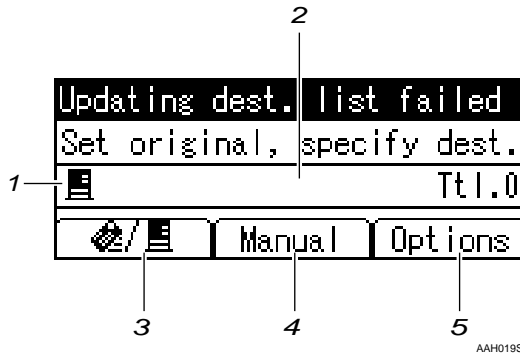 2
Updating dest. list failed
Set original, specify dest.
1 Ttl.0
/ Manual Options
3 4 5
AAH019S